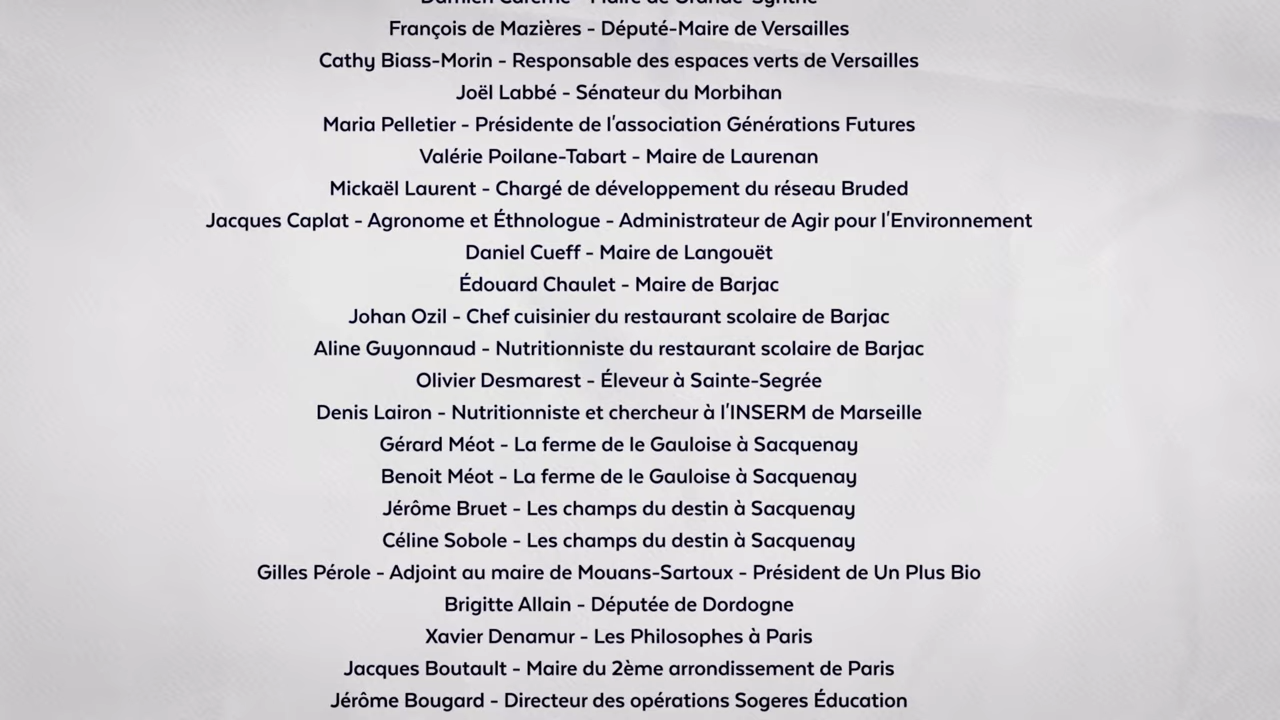 Damien Carême - Maire de Grande-Synthe
François de Mazières - Député-Maire de Versailles
Cathy Biass-Morin - Responsable des espaces verts de Versailles
Joël Labbé - Sénateur du Morbihan
Maria Pelletier - Présidente de l'association Générations Futures
Valérie Poilane-Tabart - Maire de Laurenan
Mickaël Laurent - Chargé de développement du réseau Bruded
Jacques Caplat - Agronome et Éthnologue - Administrateur de Agir pour l'Environnement
Daniel Cueff - Maire de Langouët
Édouard Chaulet - Maire de Barjac
Johan Ozil - Chef cuisinier du restaurant scolaire de Barjac
Aline Guyonnaud - Nutritionniste du restaurant scolaire de Barjac
Olivier Desmarest - Éleveur à Sainte-Segrée
Denis Lairon - Nutritionniste et chercheur à l'INSERM de Marseille
Gérard Méot - La ferme de le Gauloise à Sacquenay
Benoit Méot - La ferme de le Gauloise à Sacquenay
Jérôme Bruet - Les champs du destin à Sacquenay
Céline Sobole - Les champs du destin à Sacquenay
Gilles Pérole - Adjoint au maire de Mouans-Sartoux - Président de Un Plus Bio
Brigitte Allain - Députée de Dordogne
Xavier Denamur - Les Philosophes à Paris
Jacques Boutault - Maire du 2ème arrondissement de Paris
Jérôme Bougard - Directeur des opérations Sogeres Éducation